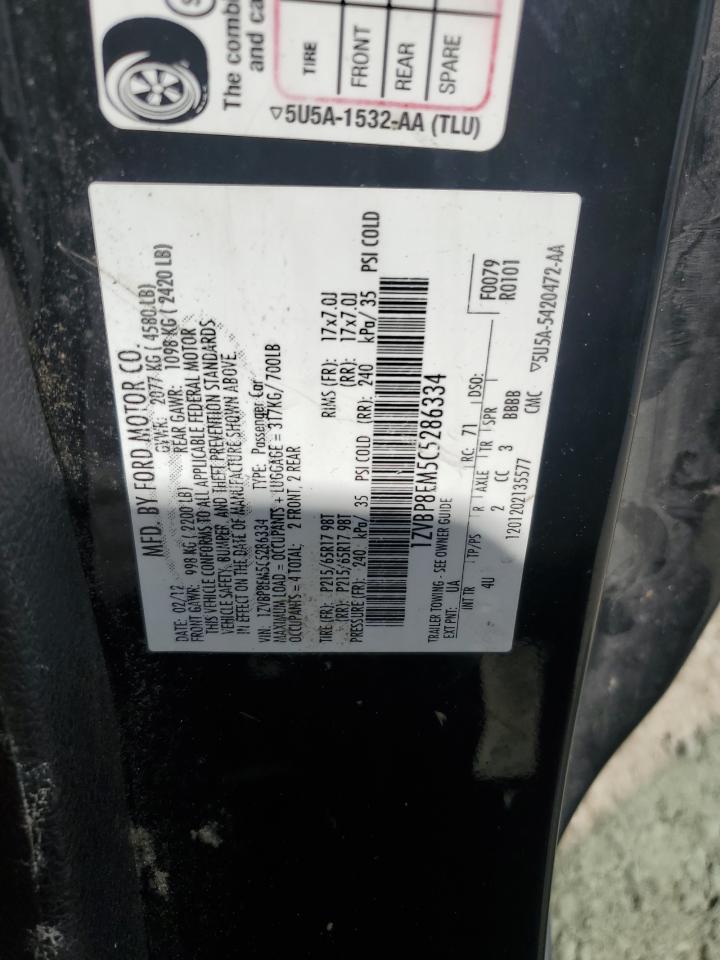 The combi
and ca
TIRE
FRONT
REAR
SPARE
▽5U5A-1532-AA (TLU)
MFD. BY FORD MOTOR CO.
DATE: 02/12 GVWR: 2077 KG ( 4580 LB)
FRONT GAWR: 998 KG ( 2200 LB) REAR GAWR: 1098 KG ( 2420 LB)
THIS VEHICLE CONFORMS TO ALL APPLICABLE FEDERAL MOTOR
VEHICLE SAFETY, BUMPER, AND THEFT PREVENTION STANDARDS
IN EFFECT ON THE DATE OF MANUFACTURE SHOWN ABOVE.
VIN: 1ZVBP8EM5C5286334 TYPE: Passenger Car
MAXIMUM LOAD = OCCUPANTS + LUGGAGE = 317KG/700LB
OCCUPANTS = 4 TOTAL: 2 FRONT, 2 REAR
TIRE (FR): P215/65R17 98T RIMS (FR): 17x7.0J
(RR): P215/65R17 98T (RR): 17x7.0J
PRESSURE (FR): 240 kPa/ 35 PSI COLD (RR): 240 kPa/ 35 PSI COLD
1ZVBP8EM5C5286334
TRAILER TOWING - SEE OWNER GUIDE
EXT PNT: UA RC: 71 DSO: F0079
R0101
INT TR TP/PS R AXLE TR SPR
4U 2 CC 3 BBBB
1201202135577 CMC ▽5U5A-5420472-AA